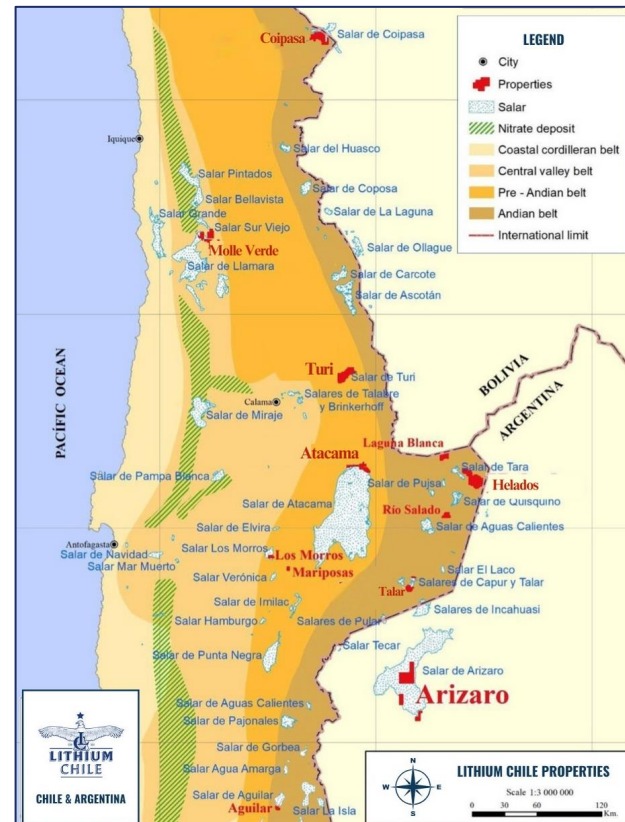 Coipasa
Salar de Coipasa
LEGEND
City
Properties
Salar
Nitrate deposit
Coastal cordilleran belt
Central valley belt
Pre - Andian belt
Andian belt
International limit
Iquique
Salar del Huasco
Salar Pintados
Salar de Coposa
Salar Bellavista
Salar Grande
Salar de La Laguna
Salar Sur Viejo
Molle Verde
Salar de Ollague
Salar de Llamara
Salar de Carcote
Salar de Ascotán
PACÍFIC OCEAN
BOLIVIA
ARGENTINA
Turi
Salar de Turi
Calama
Salares de Talabre
y Brinkerhoff
Salar de Miraje
Laguna Blanca
Atacama
Salar de Tara
Salar de Pampa Blanca
Salar de Pujsa
Helados
Salar de Atacama
Salar de Quisquino
Río Salado
Salar de Elvira
Salar de Aguas Calientes
Antofagasta
Salar de Navidad
Salar Los Morros
Los Morros
Salar Mar Muerto
Mariposas
Salar El Laco
Salar Verónica
Salares de Capur y Talar
Talar
Salar de Imilac
Salares de Incahuasi
Salar Hamburgo
Salares de Pular
Salar Tecar
Salar de Punta Negra
Salar de Arizaro
Arizaro
Salar de Aguas Calientes
Salar de Pajonales
Salar de Gorbea
Salar Agua Amarga
Salar de Aguilar
Aguilar
Salar La Isla
LITHIUM
CHILE
CHILE & ARGENTINA
N
W
E
S
LITHIUM CHILE PROPERTIES
Scale 1:3 000 000
0 20 40 60 80 120
Km.